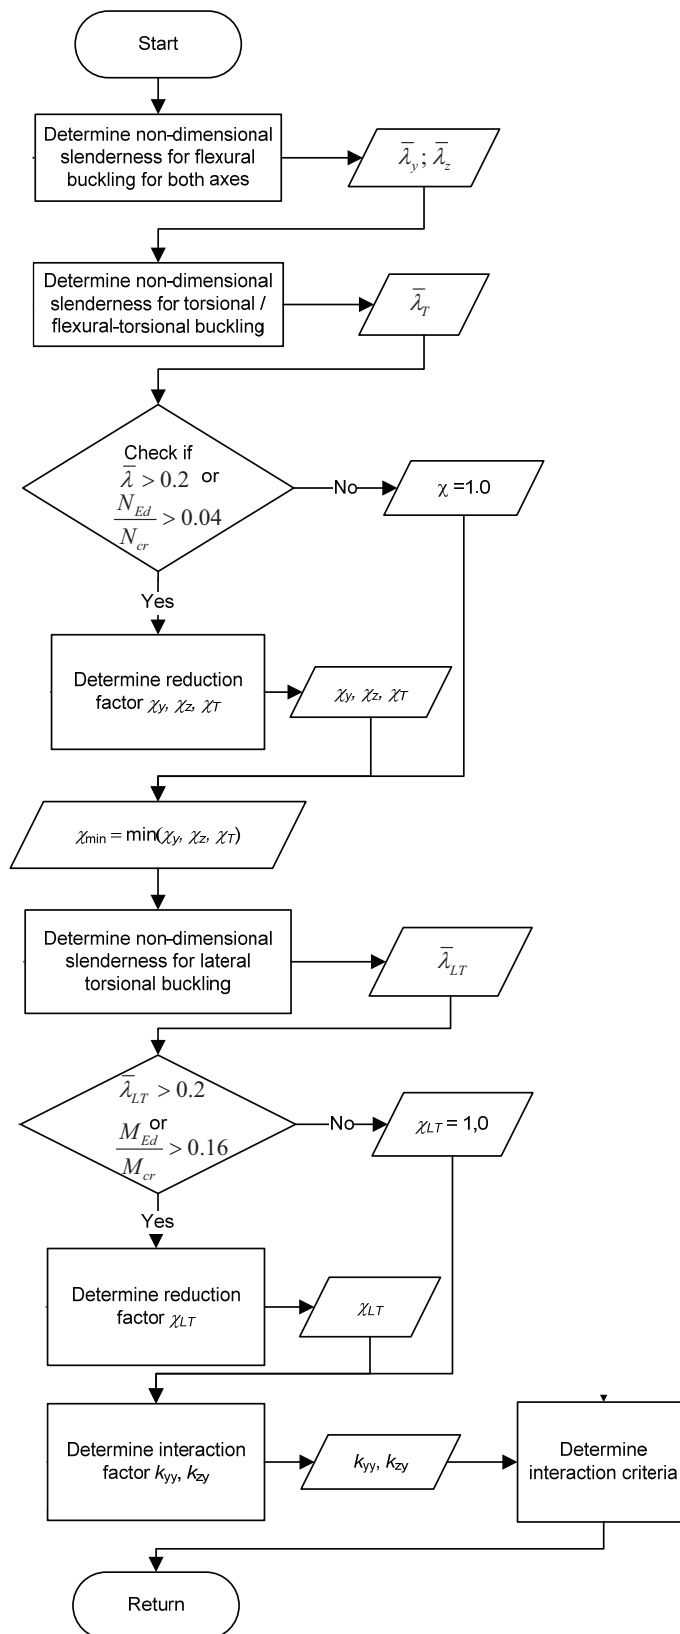 Start
Determine non-dimensional
slenderness for flexural
buckling for both axes
λ̄y ; λ̄z
Determine non-dimensional
slenderness for torsional /
flexural-torsional buckling
λ̄T
Check if
λ̄ > 0.2 or
NEd
Ncr
> 0.04
No
χ =1.0
Yes
Determine reduction
factor χy, χz, χT
χy, χz, χT
χmin = min(χy, χz, χT)
Determine non-dimensional
slenderness for lateral
torsional buckling
λ̄LT
λ̄LT > 0.2
or
MEd
Mcr
> 0.16
No
χLT = 1,0
Yes
Determine reduction
factor χLT
χLT
Determine interaction
factor kyy, kzy
kyy, kzy
Determine
interaction criteria
Return